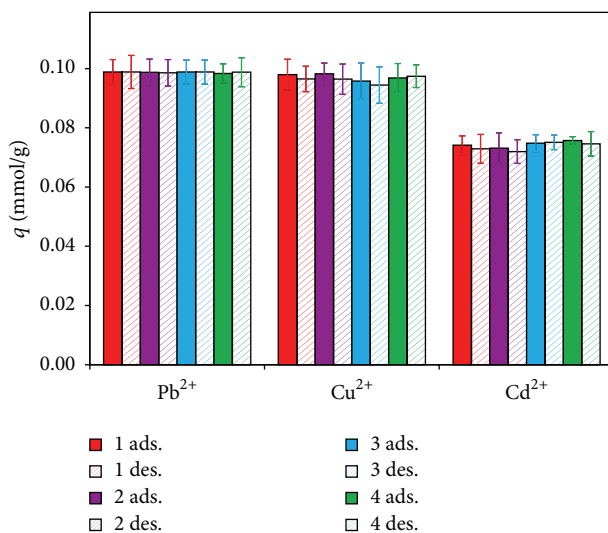 0.10
0.08
0.06
0.04
0.02
0.00
q (mmol/g)
Pb²⁺ Cu²⁺ Cd²⁺
1 ads. 3 ads.
1 des. 3 des.
2 ads. 4 ads.
2 des. 4 des.